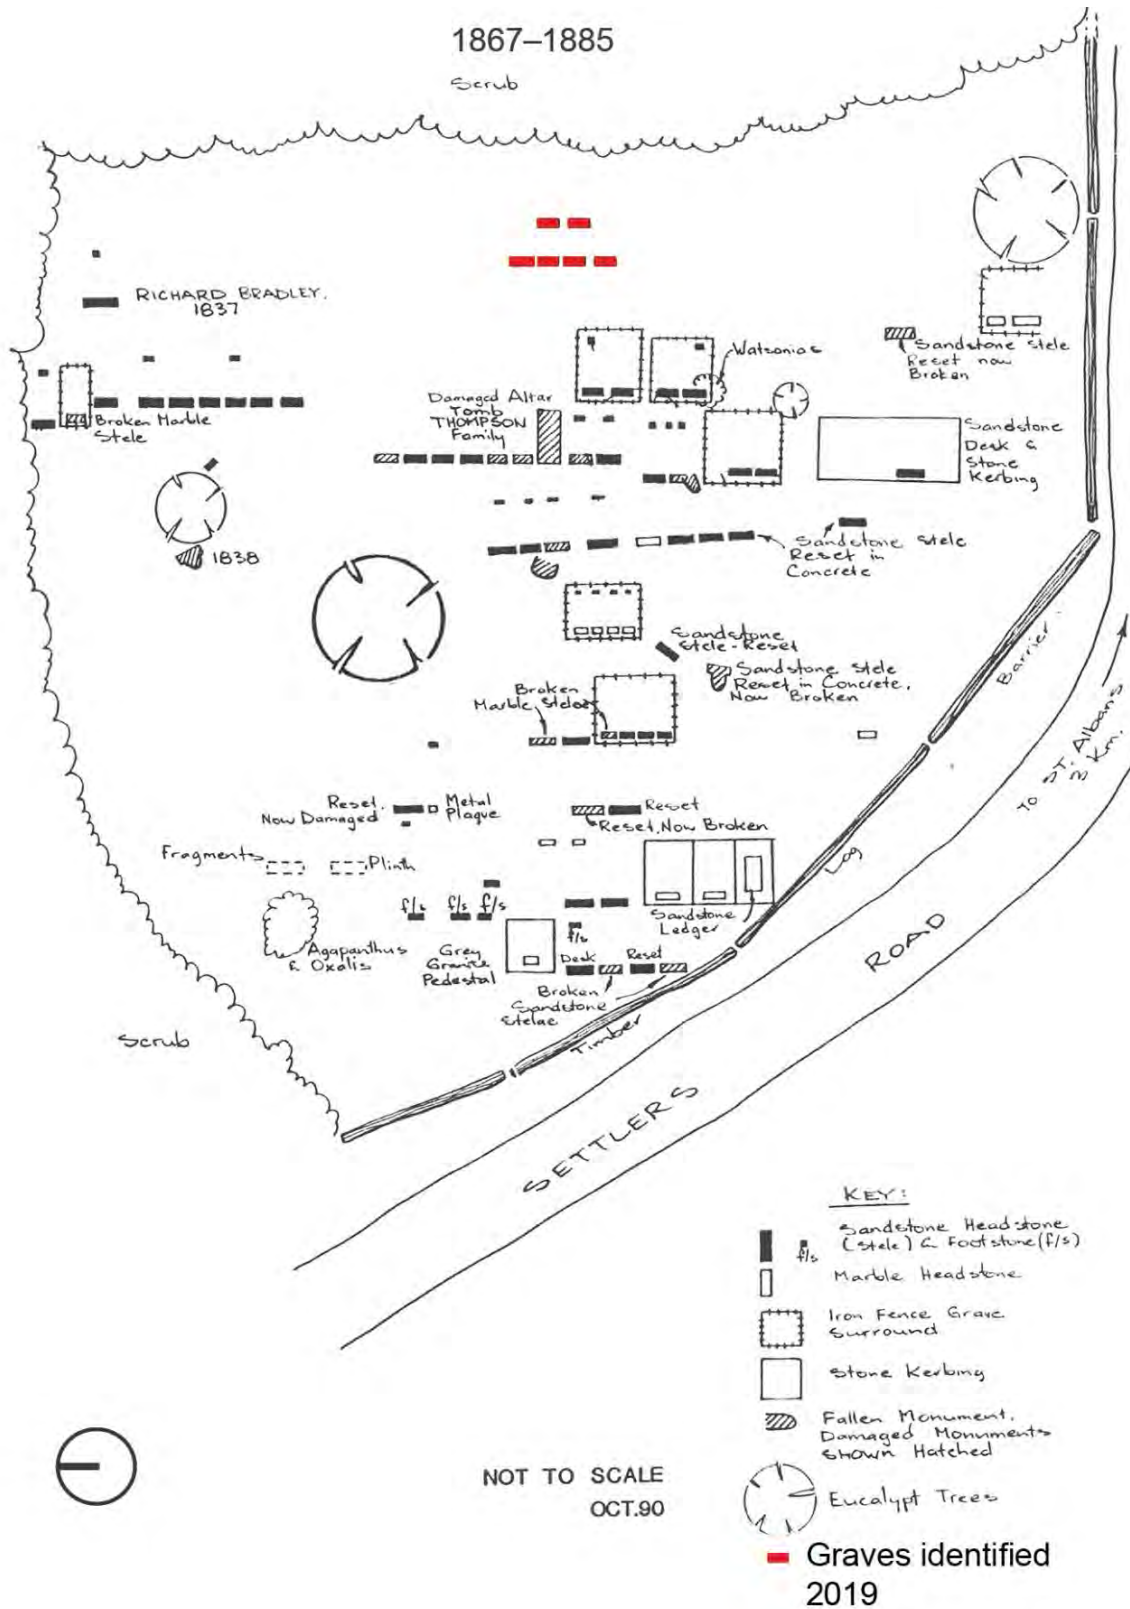 1867–1885
Scrub
RICHARD BRADLEY.
1837
Watsonias
Sandstone Stele
Reset now
Broken
Damaged Altar
Tomb
THOMPSON
Family
Broken Marble
Stele
Sandstone
Desk &
Stone
Kerbing
1838
Sandstone Stele
Reset in
Concrete
Sandstone
Stele-Reset
Sandstone Stele
Reset in Concrete.
Now Broken
Broken
Marble Stelae
Barrier
TO ST. Albans
3 Km.
Reset.
Now Damaged
Metal
Plaque
Reset
Reset, Now Broken
Fragments
Plinth
Log
f/s
f/s
f/s
Sandstone
Ledger
Agapanthus
& Oxalis
Grey
Granite
Pedestal
f/s
Desk
Reset
Broken
Sandstone
Stelae
Scrub
Timber
SETTLERS ROAD
KEY:
Sandstone Headstone
(Stele) & Footstone (f/s)
f/s
Marble Headstone
Iron Fence Grave
Surround
Stone Kerbing
Fallen Monument.
Damaged Monuments
Shown Hatched
Eucalypt Trees
NOT TO SCALE
OCT.90
Graves identified
2019